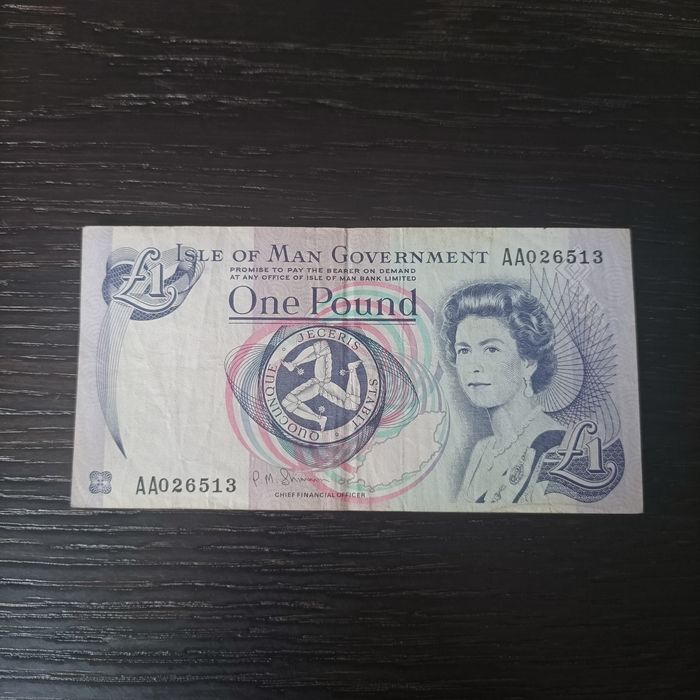 £1
ISLE OF MAN GOVERNMENT
AA026513
PROMISE TO PAY THE BEARER ON DEMAND
AT ANY OFFICE OF ISLE OF MAN BANK LIMITED
ONE POUND
QUOCUNQUE JECERIS STABIT
AA026513
P. M. Sh
CHIEF FINANCIAL OFFICER
£1